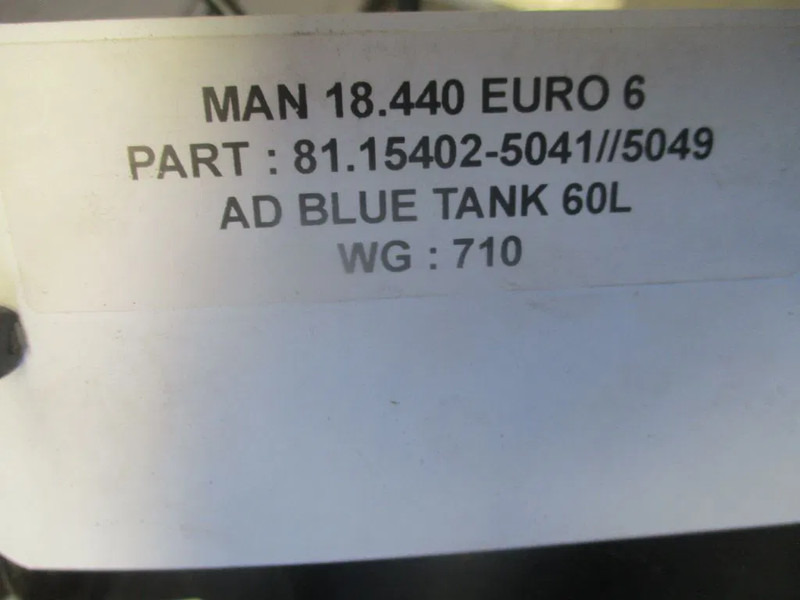 MAN 18.440 EURO 6
PART : 81.15402-5041//5049
AD BLUE TANK 60L
WG : 710